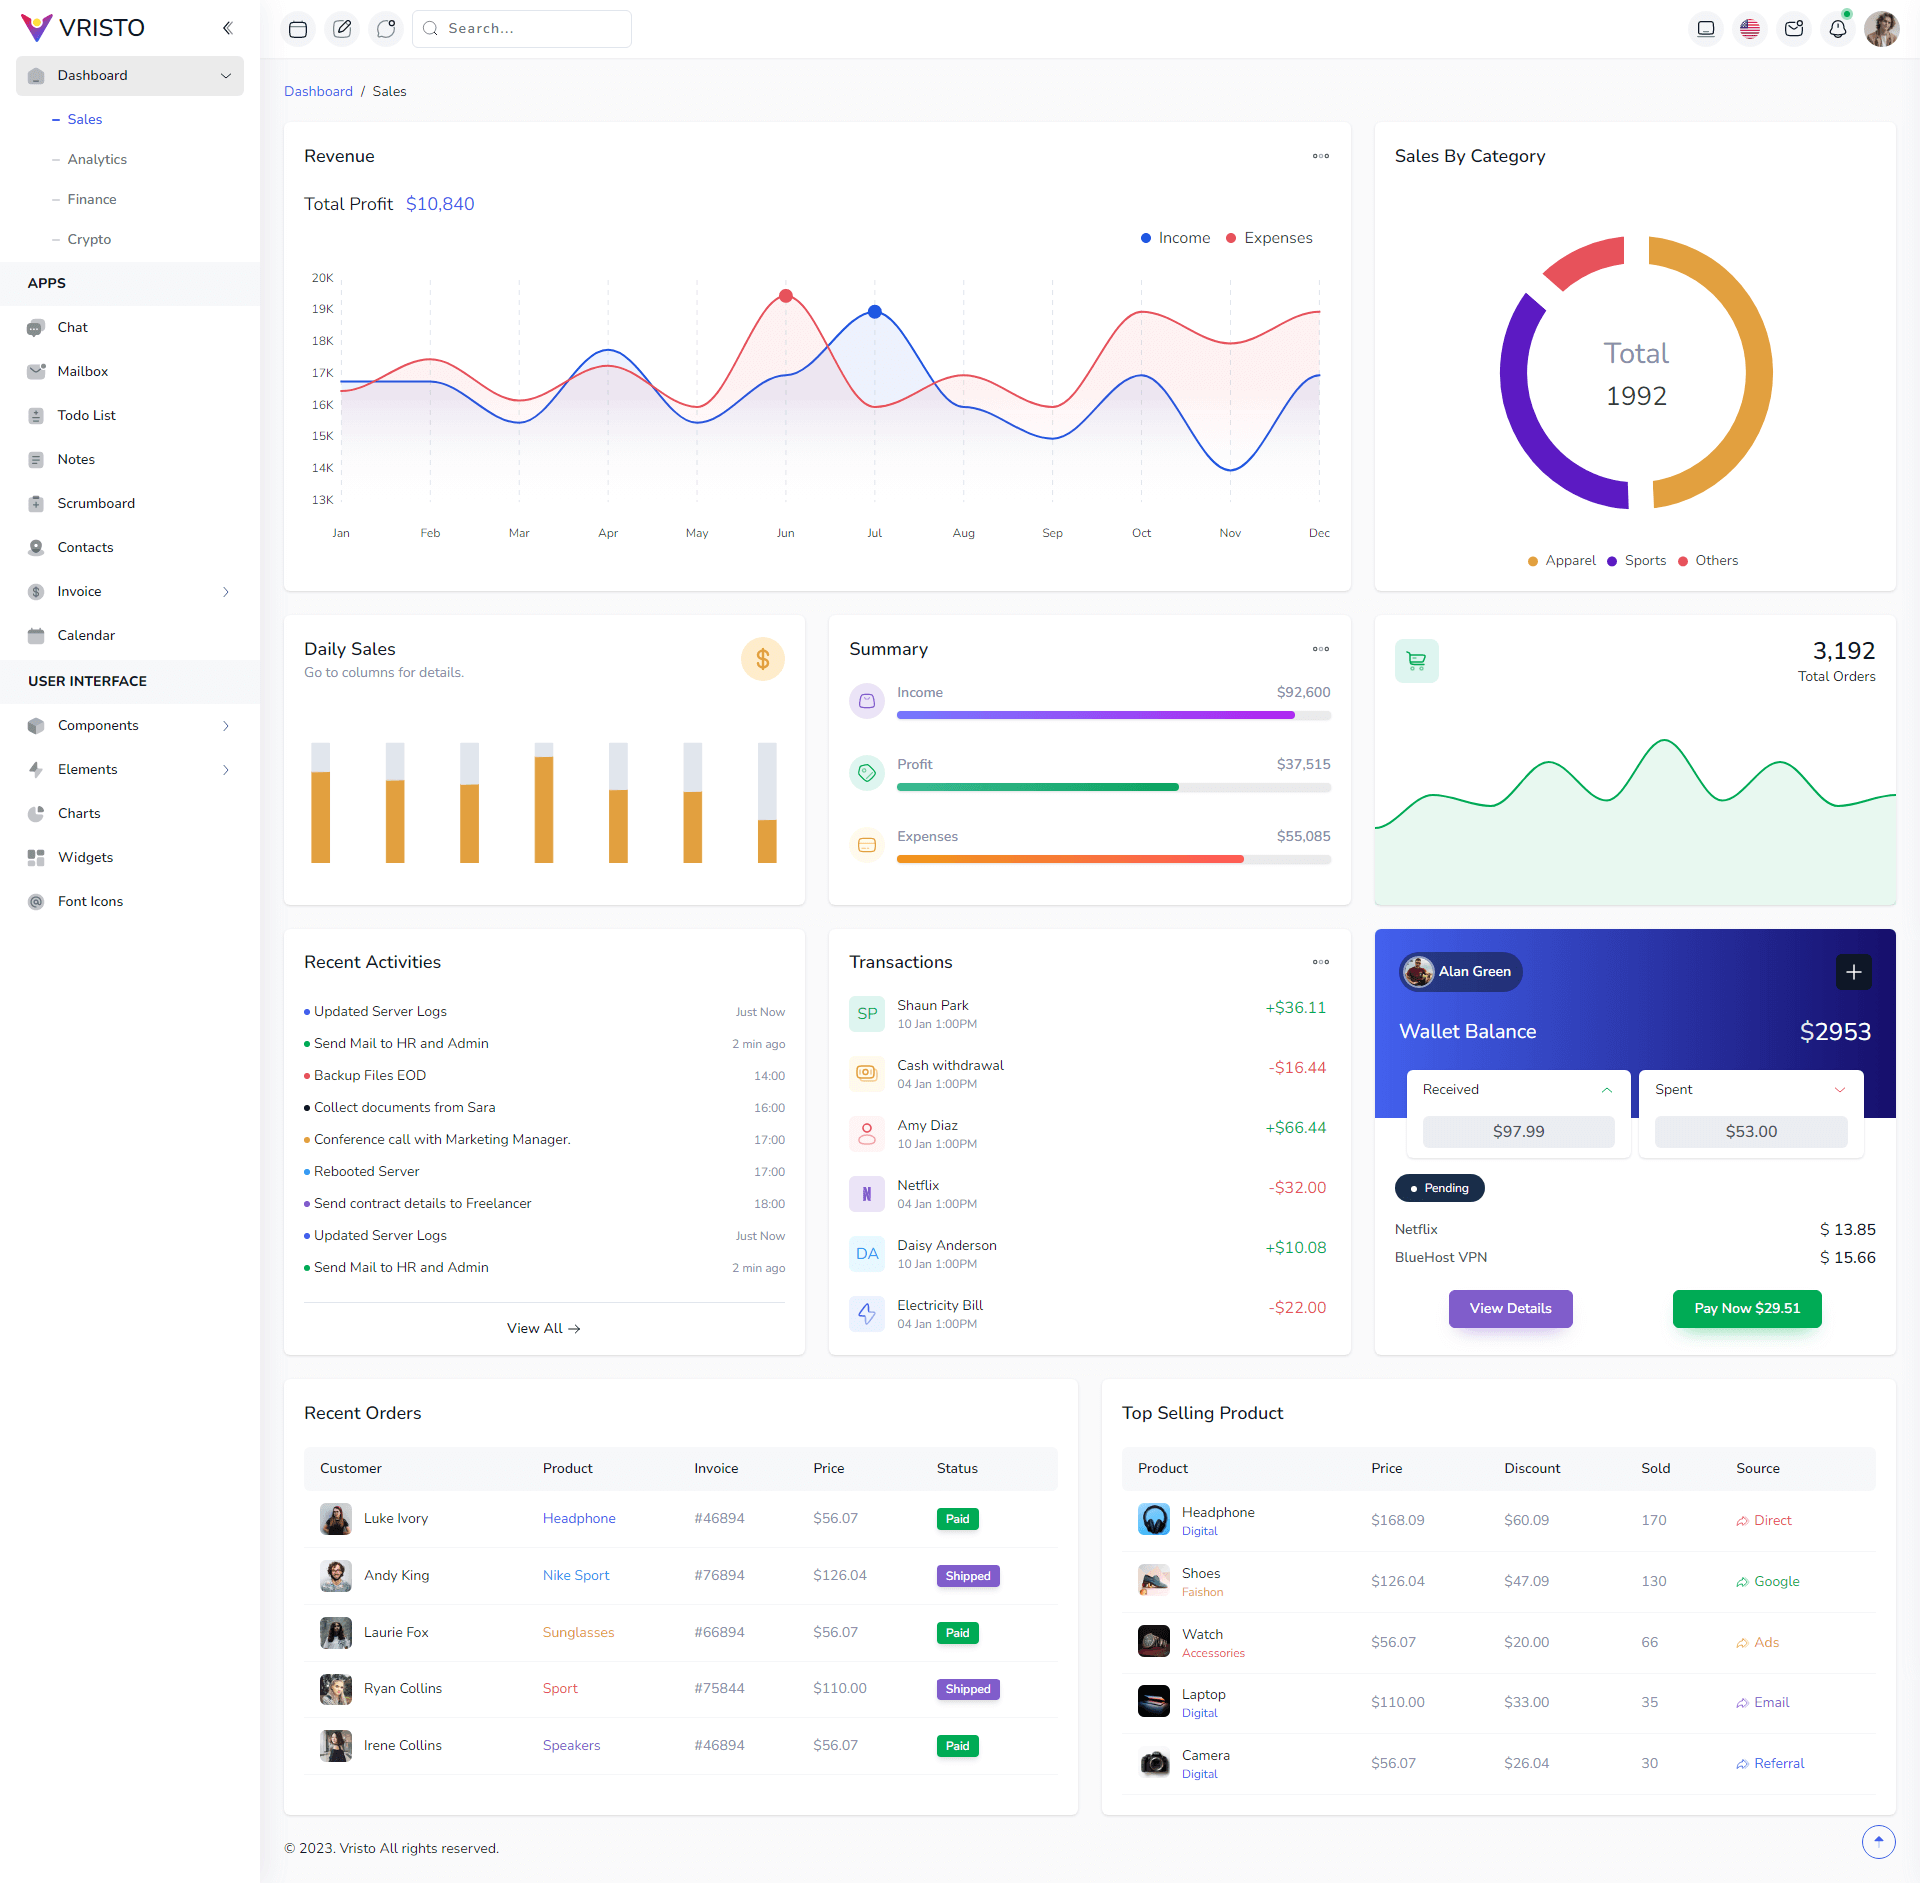 VRISTO
Search...
Dashboard
Sales
Analytics
Finance
Crypto
APPS
Chat
Mailbox
Todo List
Notes
Scrumboard
Contacts
Invoice
Calendar
USER INTERFACE
Components
Elements
Charts
Widgets
Font Icons
Dashboard / Sales
Revenue
Total Profit $10,840
Income Expenses
20K
19K
18K
17K
16K
15K
14K
13K
Jan Feb Mar Apr May Jun Jul Aug Sep Oct Nov Dec
Sales By Category
Total
1992
Apparel Sports Others
Daily Sales
Go to columns for details.
$
Summary
Income $92,600
Profit $37,515
Expenses $55,085
3,192
Total Orders
Recent Activities
Updated Server Logs Just Now
Send Mail to HR and Admin 2 min ago
Backup Files EOD 14:00
Collect documents from Sara 16:00
Conference call with Marketing Manager. 17:00
Rebooted Server 17:00
Send contract details to Freelancer 18:00
Updated Server Logs Just Now
Send Mail to HR and Admin 2 min ago
View All
Transactions
SP Shaun Park +$36.11
10 Jan 1:00PM
Cash withdrawal -$16.44
04 Jan 1:00PM
Amy Diaz +$66.44
10 Jan 1:00PM
N Netflix -$32.00
04 Jan 1:00PM
DA Daisy Anderson +$10.08
10 Jan 1:00PM
Electricity Bill -$22.00
04 Jan 1:00PM
Alan Green
Wallet Balance $2953
Received Spent
$97.99 $53.00
Pending
Netflix $ 13.85
BlueHost VPN $ 15.66
View Details Pay Now $29.51
Recent Orders
Customer Product Invoice Price Status
Luke Ivory Headphone #46894 $56.07 Paid
Andy King Nike Sport #76894 $126.04 Shipped
Laurie Fox Sunglasses #66894 $56.07 Paid
Ryan Collins Sport #75844 $110.00 Shipped
Irene Collins Speakers #46894 $56.07 Paid
Top Selling Product
Product Price Discount Sold Source
Headphone $168.09 $60.09 170 Direct
Digital
Shoes $126.04 $47.09 130 Google
Faishon
Watch $56.07 $20.00 66 Ads
Accessories
Laptop $110.00 $33.00 35 Email
Digital
Camera $56.07 $26.04 30 Referral
Digital
© 2023. Vristo All rights reserved.